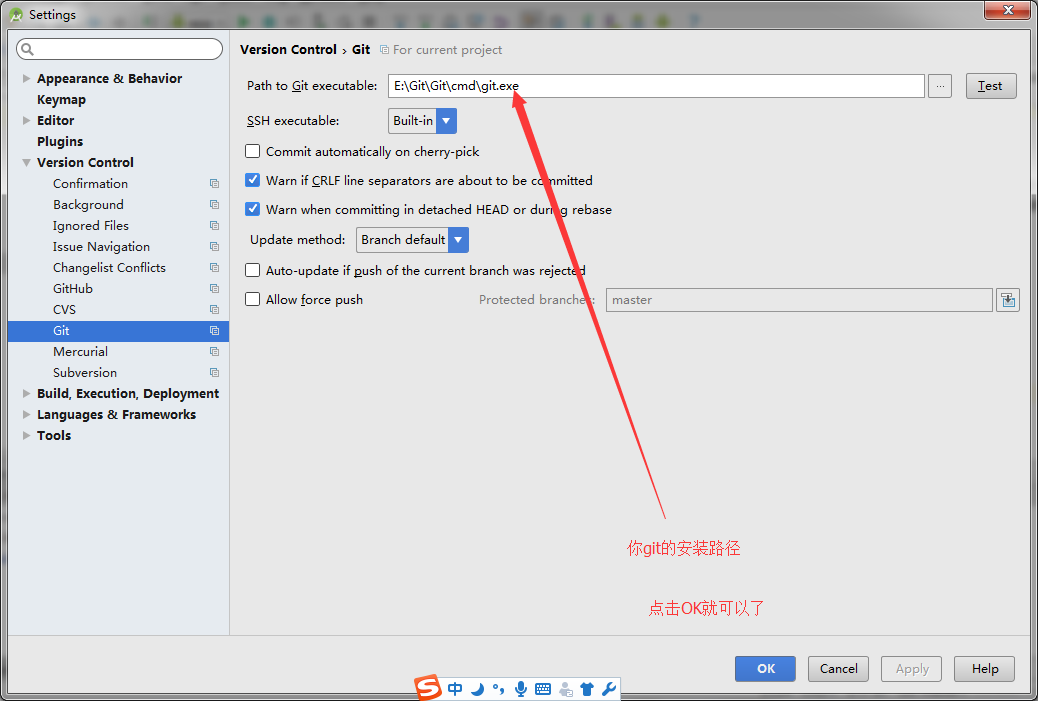 Settings
Version Control › Git For current project
Appearance & Behavior
Keymap
Editor
Plugins
Version Control
Confirmation
Background
Ignored Files
Issue Navigation
Changelist Conflicts
GitHub
CVS
Git
Mercurial
Subversion
Build, Execution, Deployment
Languages & Frameworks
Tools
Path to Git executable: E:\Git\Git\cmd\git.exe ... Test
SSH executable: Built-in
Commit automatically on cherry-pick
Warn if CRLF line separators are about to be committed
Warn when committing in detached HEAD or during rebase
Update method: Branch default
Auto-update if push of the current branch was rejected
Allow force push Protected branches: master
你git的安装路径
点击OK就可以了
OK Cancel Apply Help
S 中